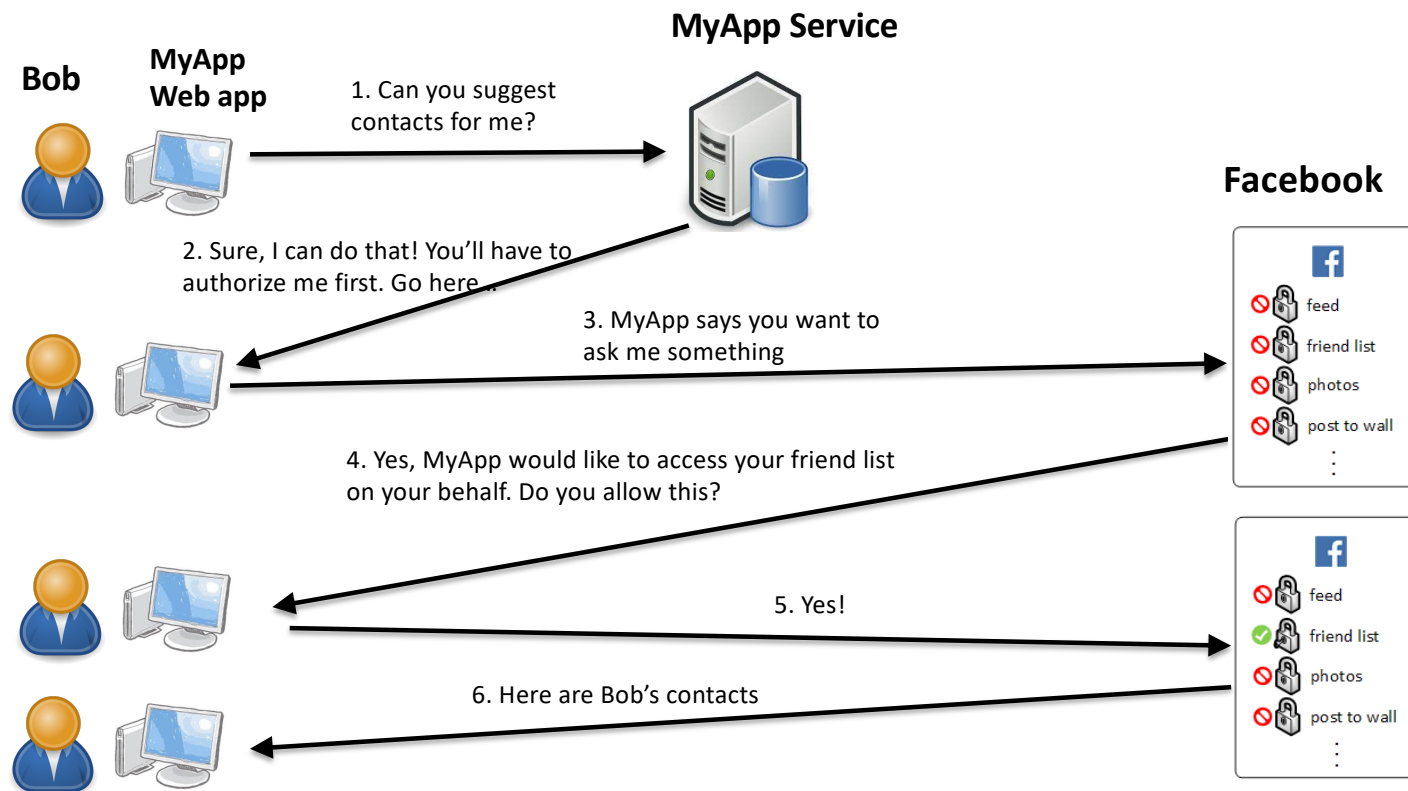 MyApp Service
Bob
MyApp
Web app
1. Can you suggest
contacts for me?
Facebook
2. Sure, I can do that! You’ll have to
authorize me first. Go here…
f
feed
friend list
photos
post to wall
⋮
3. MyApp says you want to
ask me something
4. Yes, MyApp would like to access your friend list
on your behalf. Do you allow this?
f
feed
friend list
photos
post to wall
⋮
5. Yes!
6. Here are Bob’s contacts